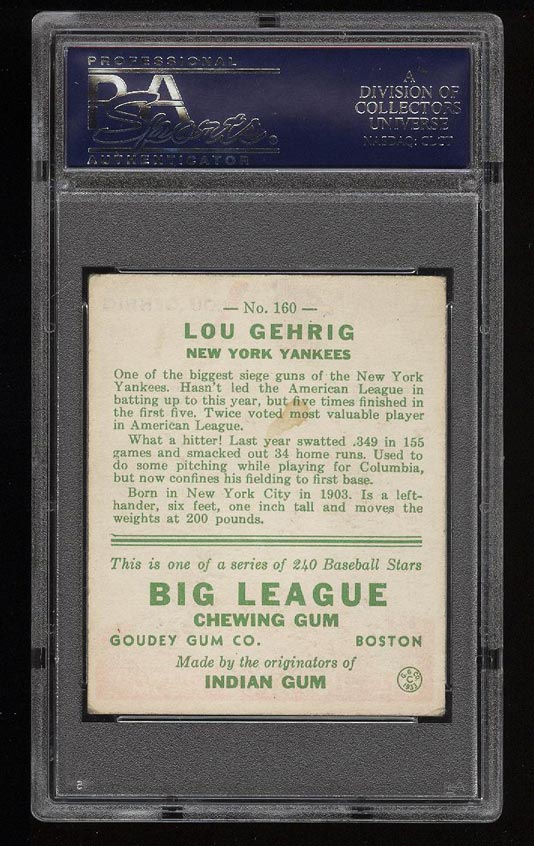 PROFESSIONAL
PSA
Sports.
AUTHENTICATOR
A
DIVISION OF
COLLECTORS
UNIVERSE
NASDAQ: CLCT
— No. 160 —
LOU GEHRIG
NEW YORK YANKEES
One of the biggest siege guns of the New York
Yankees. Hasn't led the American League in
batting up to this year, but five times finished in
the first five. Twice voted most valuable player
in American League.
What a hitter! Last year swatted .349 in 155
games and smacked out 34 home runs. Used to
do some pitching while playing for Columbia,
but now confines his fielding to first base.
Born in New York City in 1903. Is a left-
hander, six feet, one inch tall and moves the
weights at 200 pounds.
This is one of a series of 240 Baseball Stars
BIG LEAGUE
CHEWING GUM
GOUDEY GUM CO. BOSTON
Made by the originators of
INDIAN GUM
G. G. CO.
C
1933